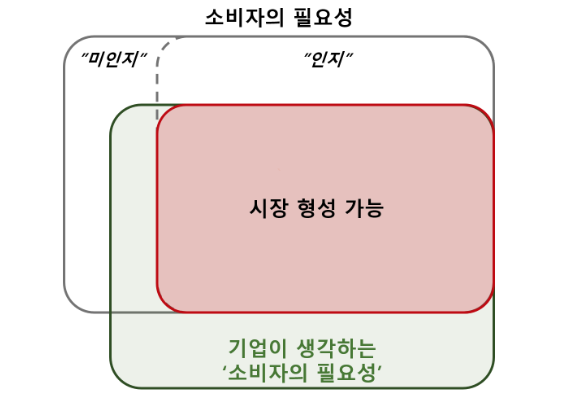 소비자의 필요성
"미인지"
"인지"
시장 형성 가능
기업이 생각하는
‘소비자의 필요성’